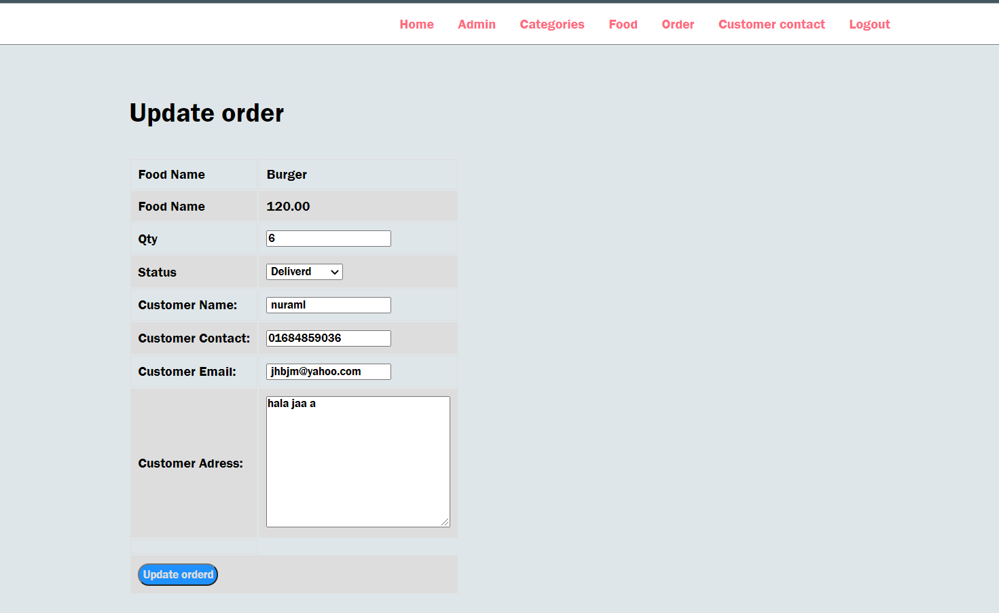 Home Admin Categories Food Order Customer contact Logout
Update order
Food Name Burger
Food Name 120.00
Qty 6
Status Deliverd
Customer Name: nuraml
Customer Contact: 01684859036
Customer Email: jhbjm@yahoo.com
hala jaa a
Customer Adress:
Update orderd